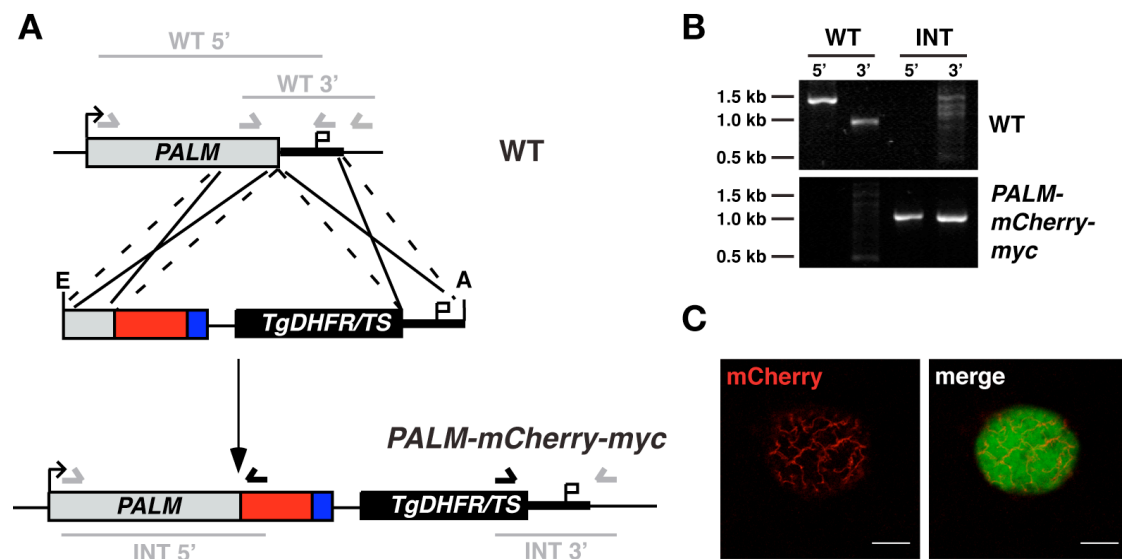 A
WT 5’
WT 3’
PALM
WT
E
A
TgDHFR/TS
PALM-mCherry-myc
PALM
TgDHFR/TS
INT 5’
INT 3’
B
WT INT
5’ 3’ 5’ 3’
1.5 kb
1.0 kb
0.5 kb
WT
1.5 kb
1.0 kb
0.5 kb
PALM-
mCherry-
myc
C
mCherry
merge